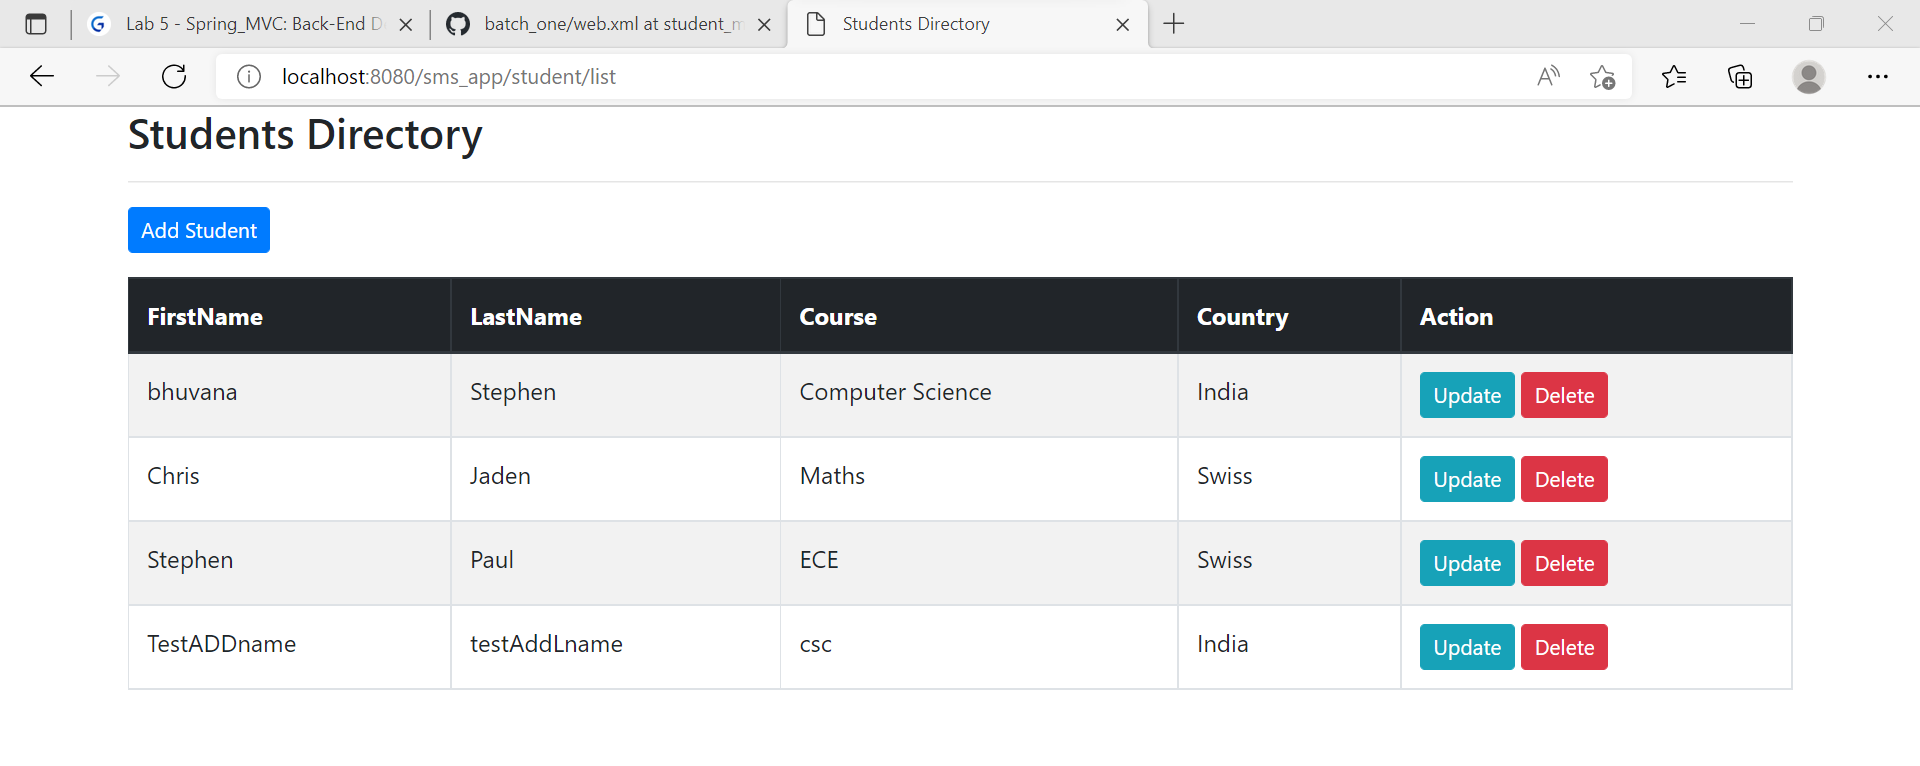 Lab 5 - Spring_MVC: Back-End D
batch_one/web.xml at student_m
Students Directory
localhost:8080/sms_app/student/list
Students Directory
Add Student
FirstName LastName Course Country Action
bhuvana Stephen Computer Science India Update Delete
Chris Jaden Maths Swiss Update Delete
Stephen Paul ECE Swiss Update Delete
TestADDname testAddLname csc India Update Delete